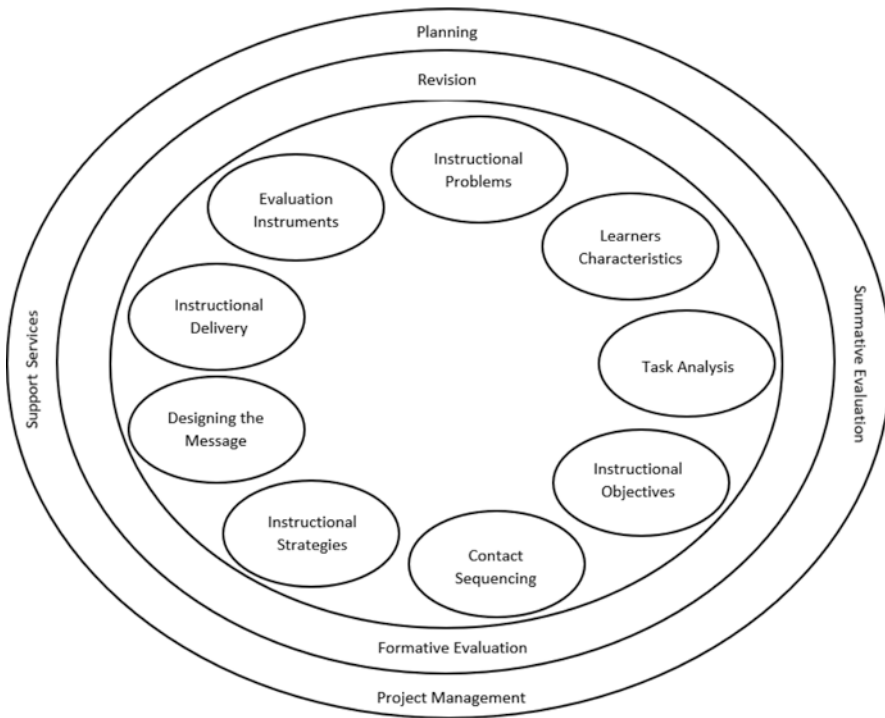 Planning
Revision
Instructional
Problems
Evaluation
Instruments
Learners
Characteristics
Instructional
Delivery
Task Analysis
Support Services
Summative Evaluation
Designing the
Message
Instructional
Objectives
Instructional
Strategies
Contact
Sequencing
Formative Evaluation
Project Management